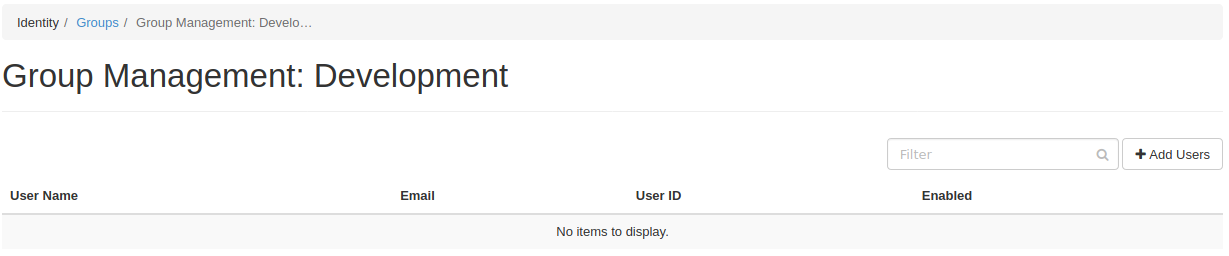 Identity / Groups / Group Management: Develo…
Group Management: Development
Filter Add Users
User Name Email User ID Enabled
No items to display.